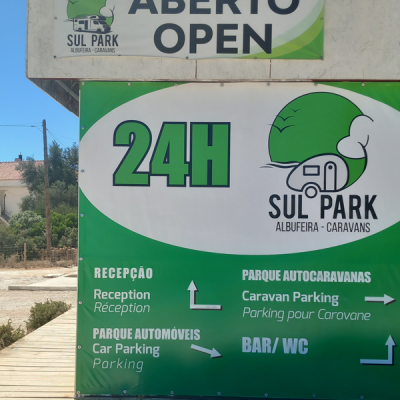 ABERTO
OPEN
SUL PARK
ALBUFEIRA - CARAVANS
24H
SUL PARK
ALBUFEIRA - CARAVANS
RECEPÇÃO
Reception
Réception
PARQUE AUTOCARAVANAS
Caravan Parking
Parking pour Caravane
PARQUE AUTOMÓVEIS
Car Parking
Parking
BAR/ WC